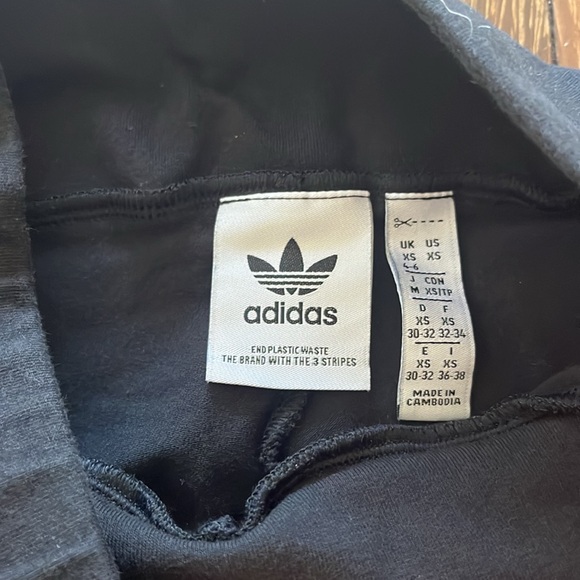 adidas
END PLASTIC WASTE
THE BRAND WITH THE 3 STRIPES
UK US
XS XS
4-6
J CDN
M XS/TP
D F
XS XS
30-32 32-34
E I
XS XS
30-32 36-38
MADE IN
CAMBODIA